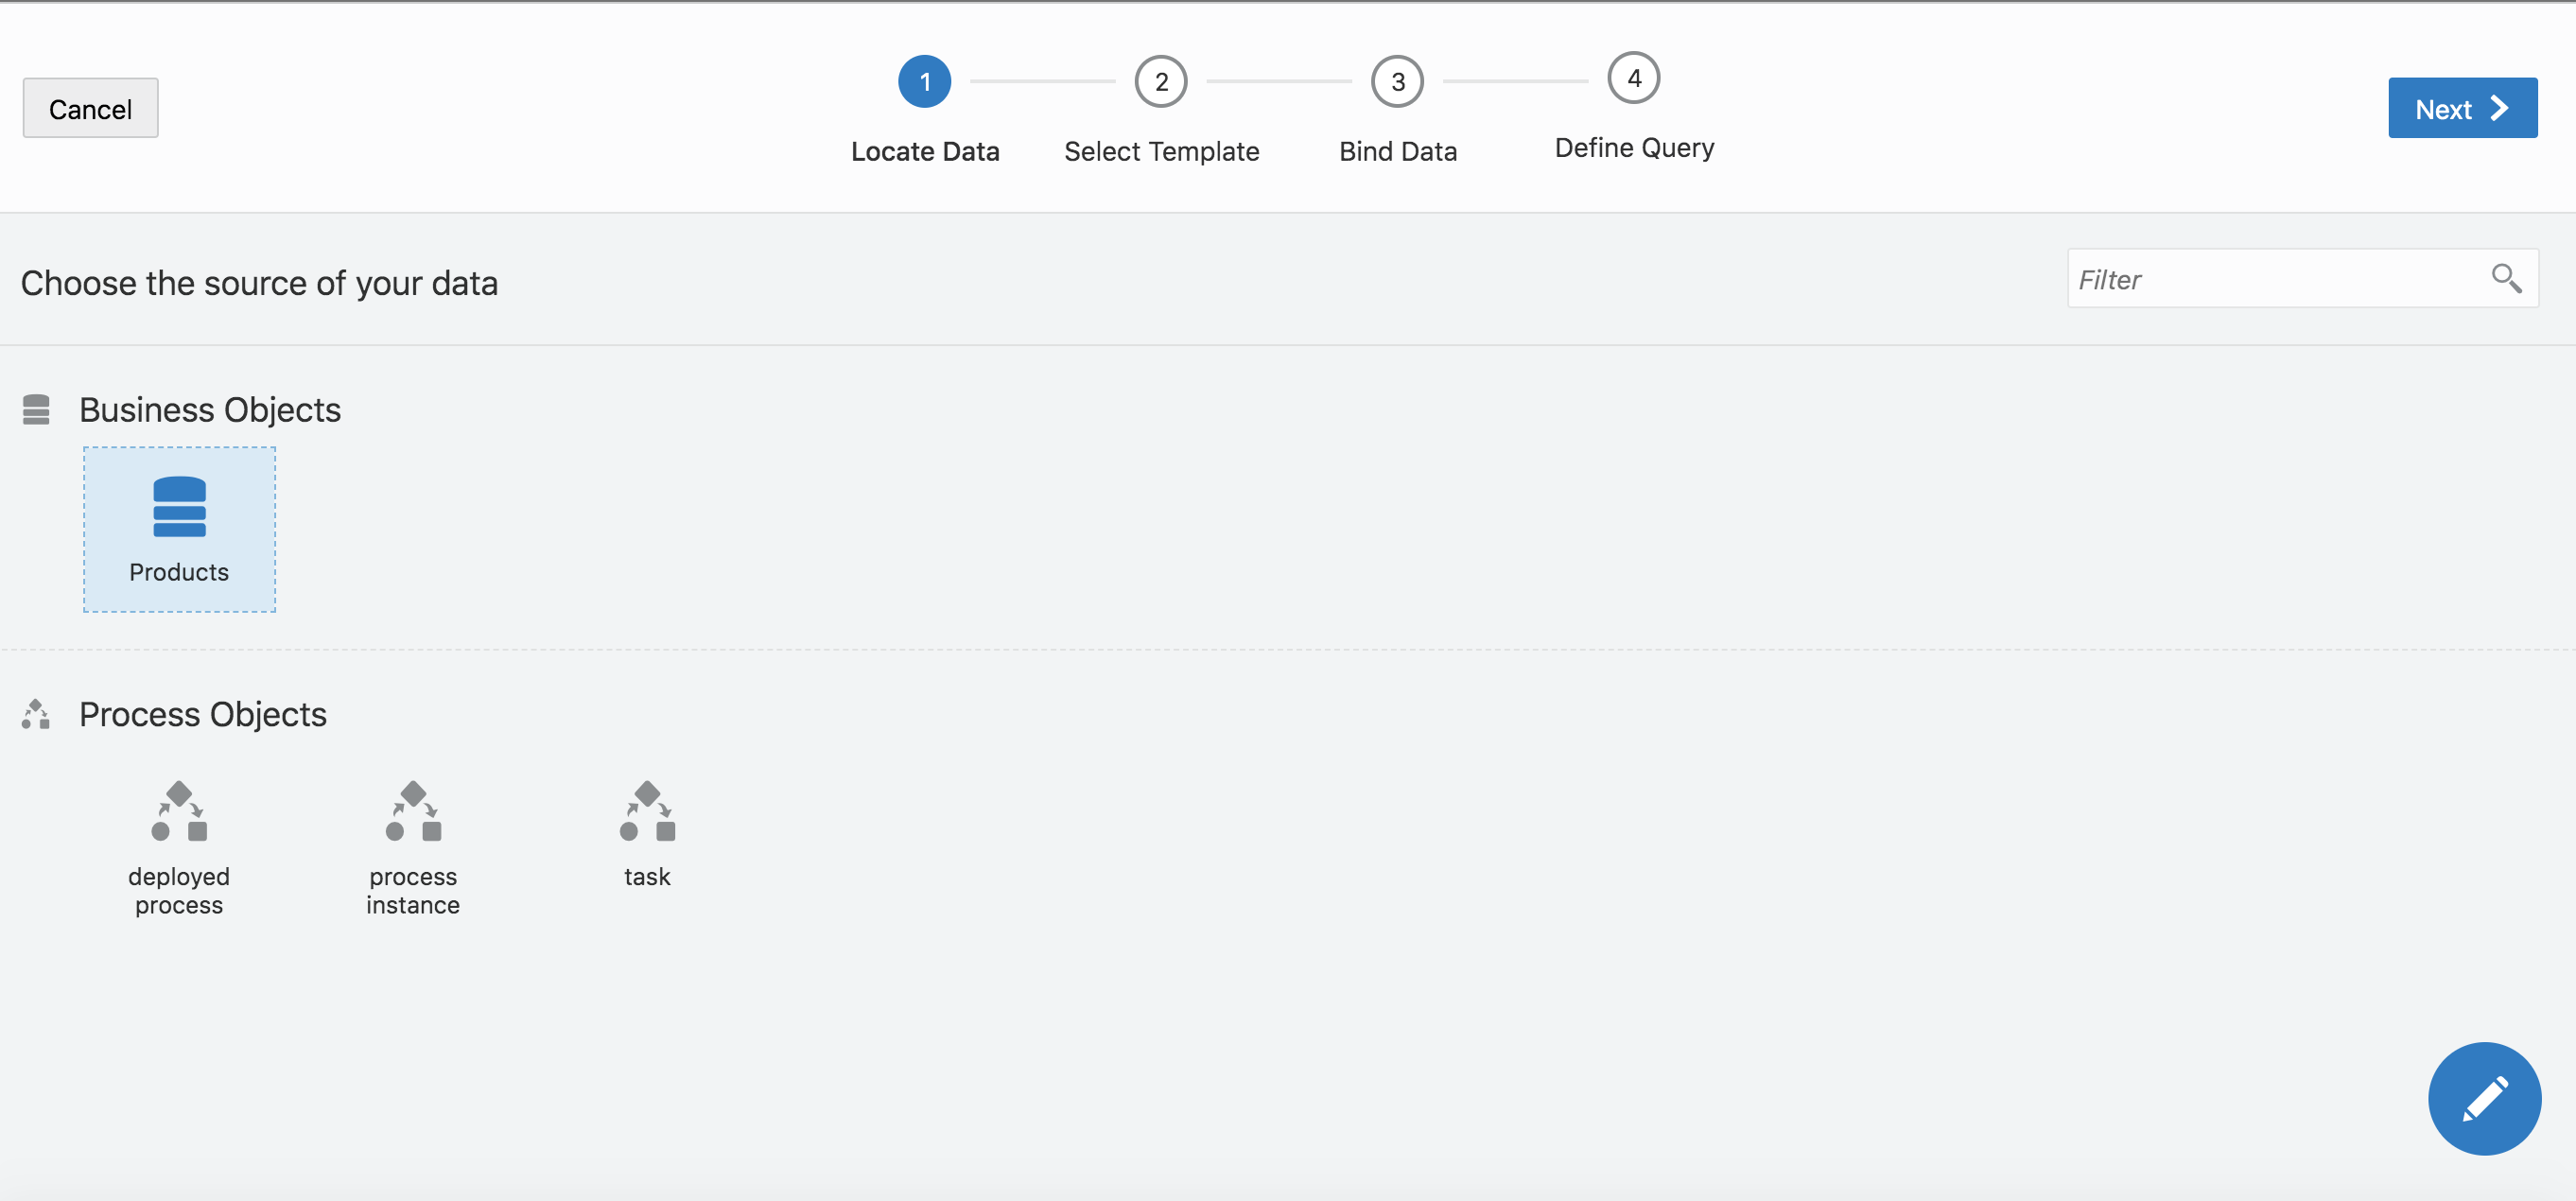 Cancel
1
2
3
4
Next
Locate Data
Select Template
Bind Data
Define Query
Choose the source of your data
Filter
Business Objects
Products
Process Objects
deployed
process
process
instance
task